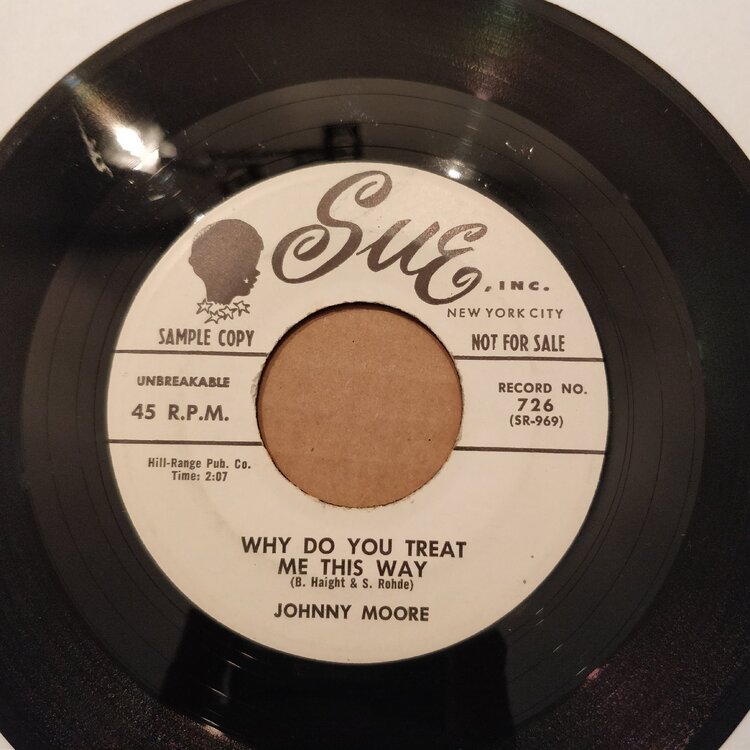 Sue, INC.
NEW YORK CITY
SAMPLE COPY
NOT FOR SALE
UNBREAKABLE
45 R.P.M.
RECORD NO.
726
(SR-969)
Hill-Range Pub. Co.
Time: 2:07
WHY DO YOU TREAT
ME THIS WAY
(B. Haight & S. Rohde)
JOHNNY MOORE